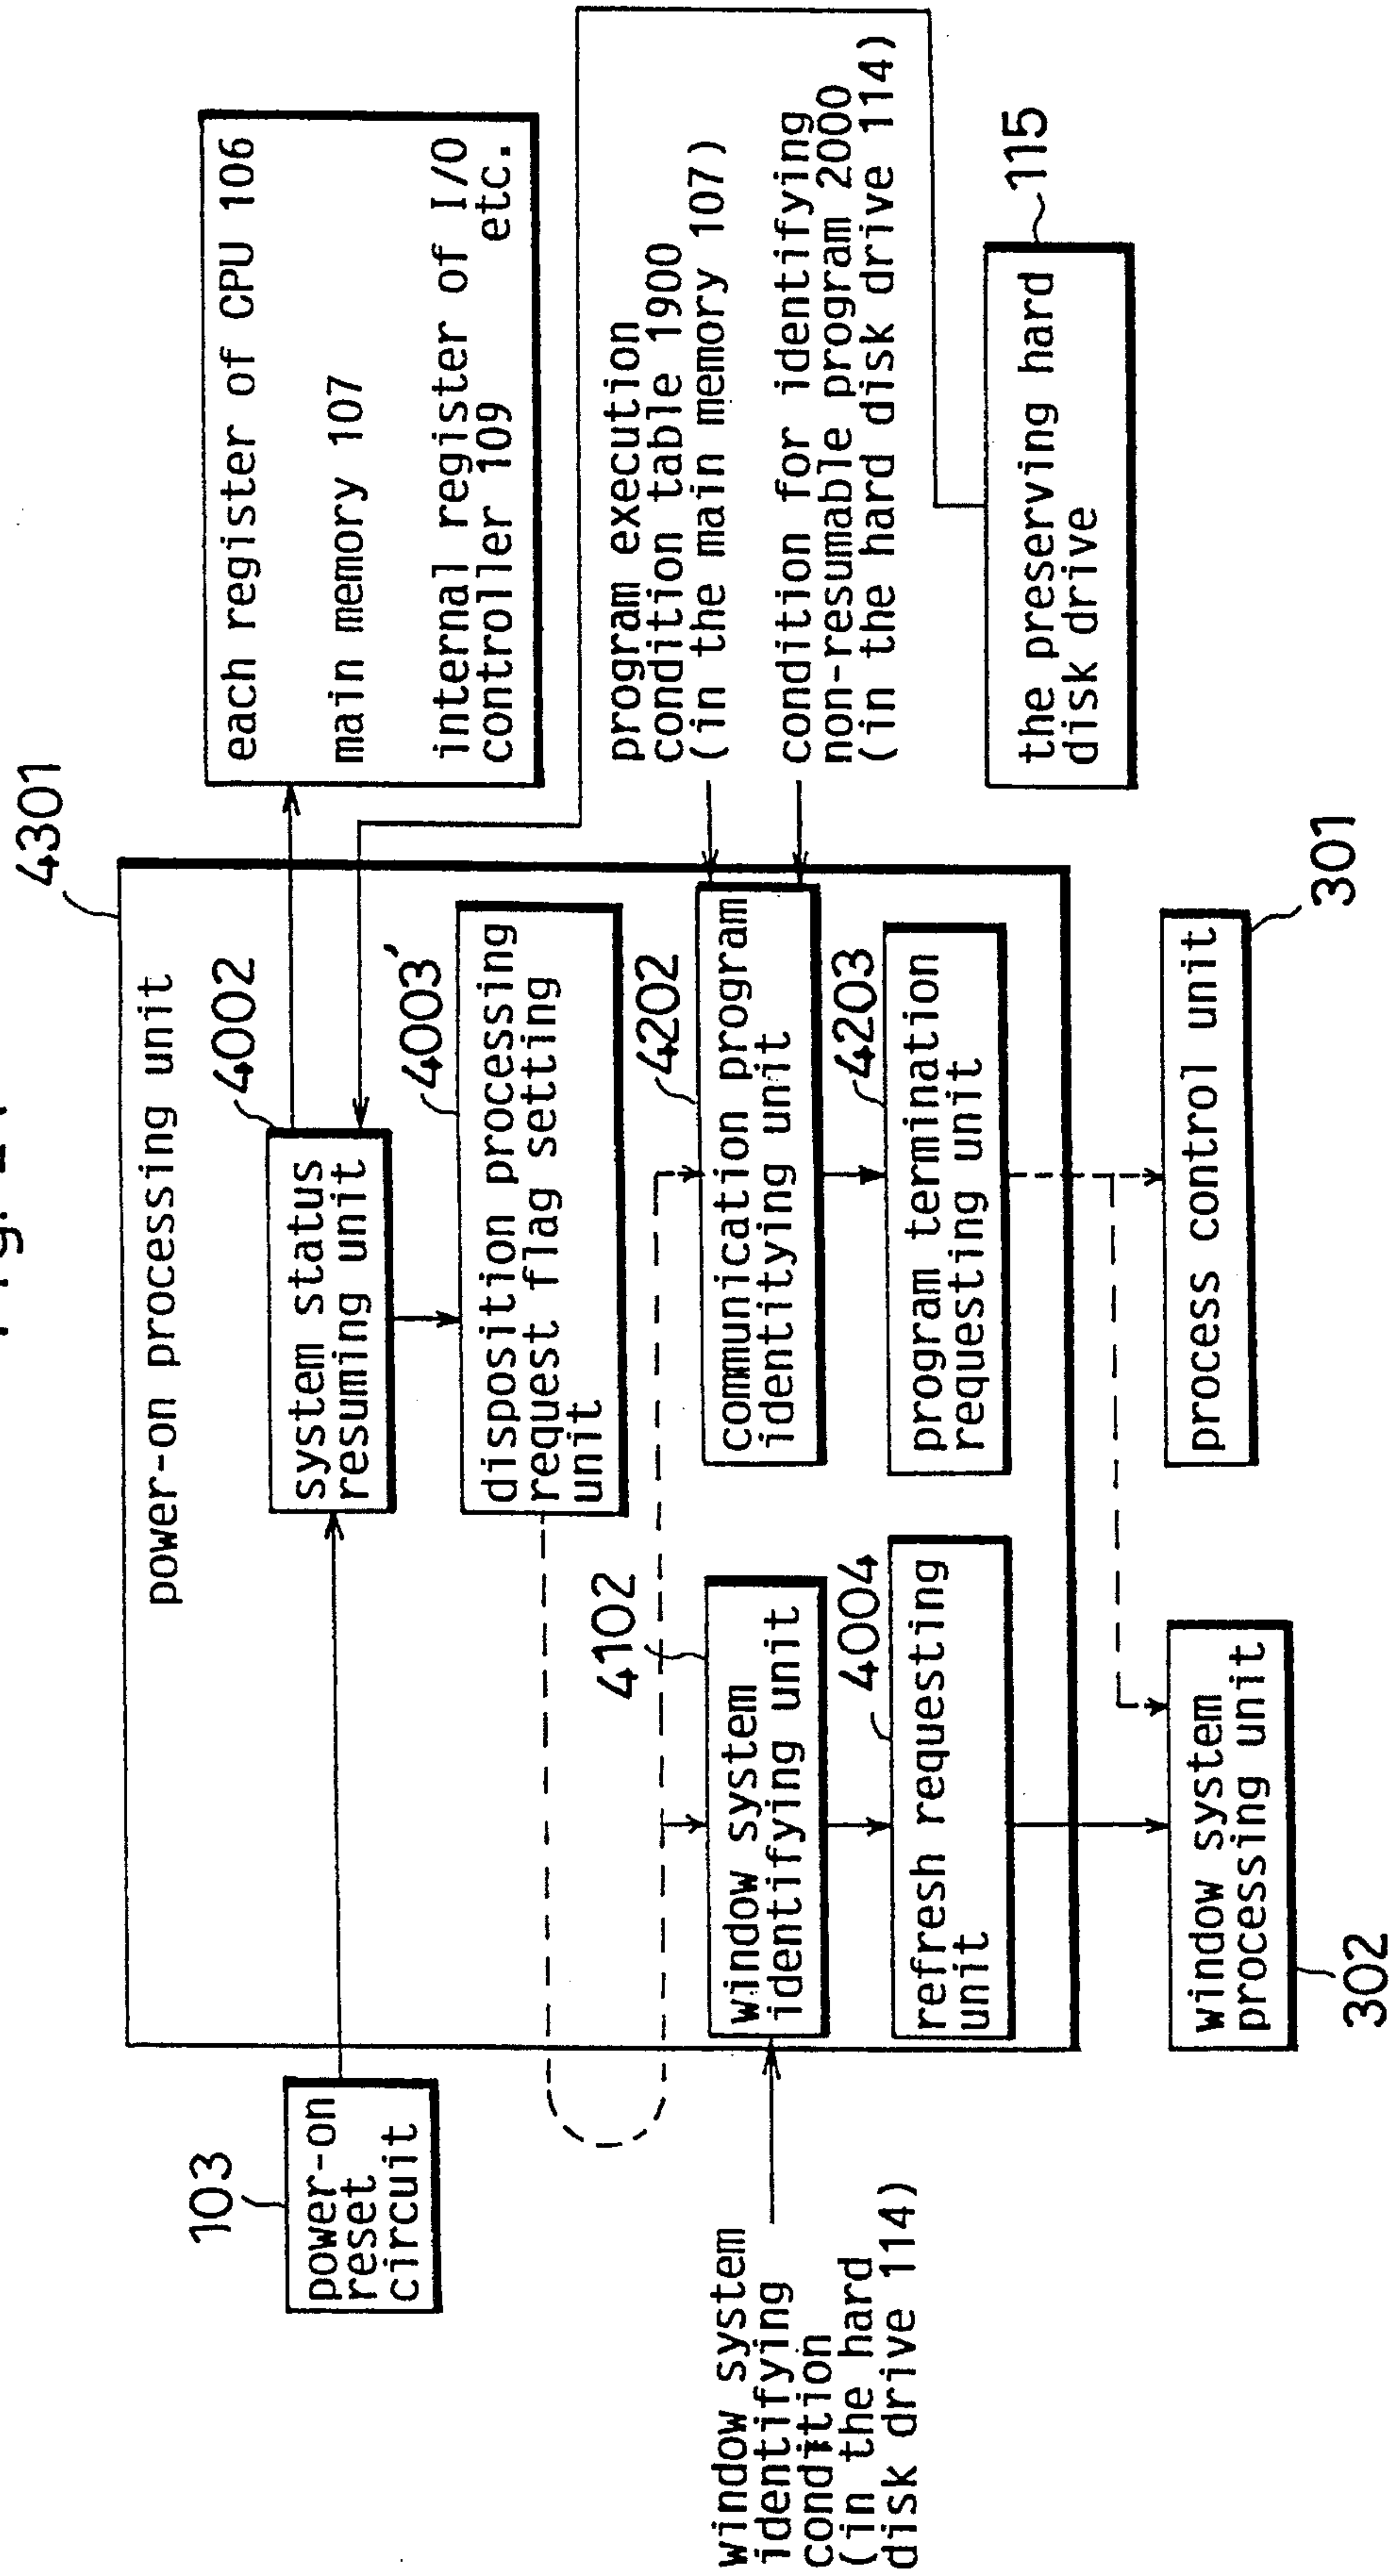 4301
power-on processing unit
103
power-on
reset
circuit
4002
system status
resuming unit
each register of CPU 106
main memory 107
internal register of I/O
controller 109
etc.
4003'
disposition processing
request flag setting
unit
program execution
condition table 1900
(in the main memory 107)
condition for identifying
non-resumable program 2000
(in the hard disk drive 114)
window system
identifying
condition
(in the hard
disk drive 114)
4102
window system
identifying unit
4202
communication program
identitying unit
4004
refresh requesting
unit
4203
program termination
requesting unit
115
the preserving hard
disk drive
302
window system
processing unit
301
process control unit